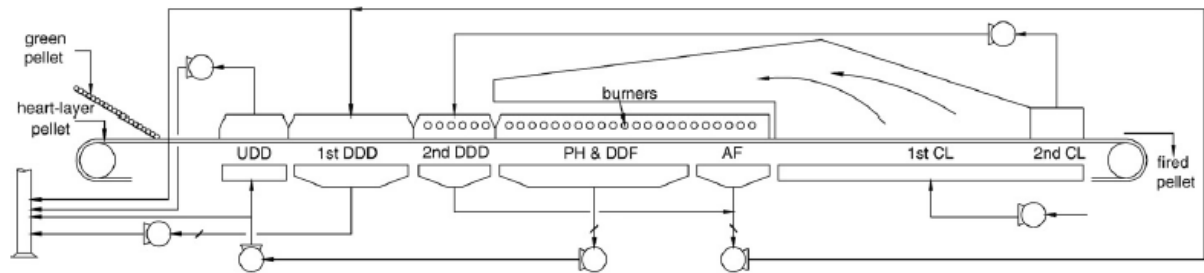 green
pellet
heart-layer
pellet
burners
UDD
1st DDD
2nd DDD
PH & DDF
AF
1st CL
2nd CL
fired
pellet